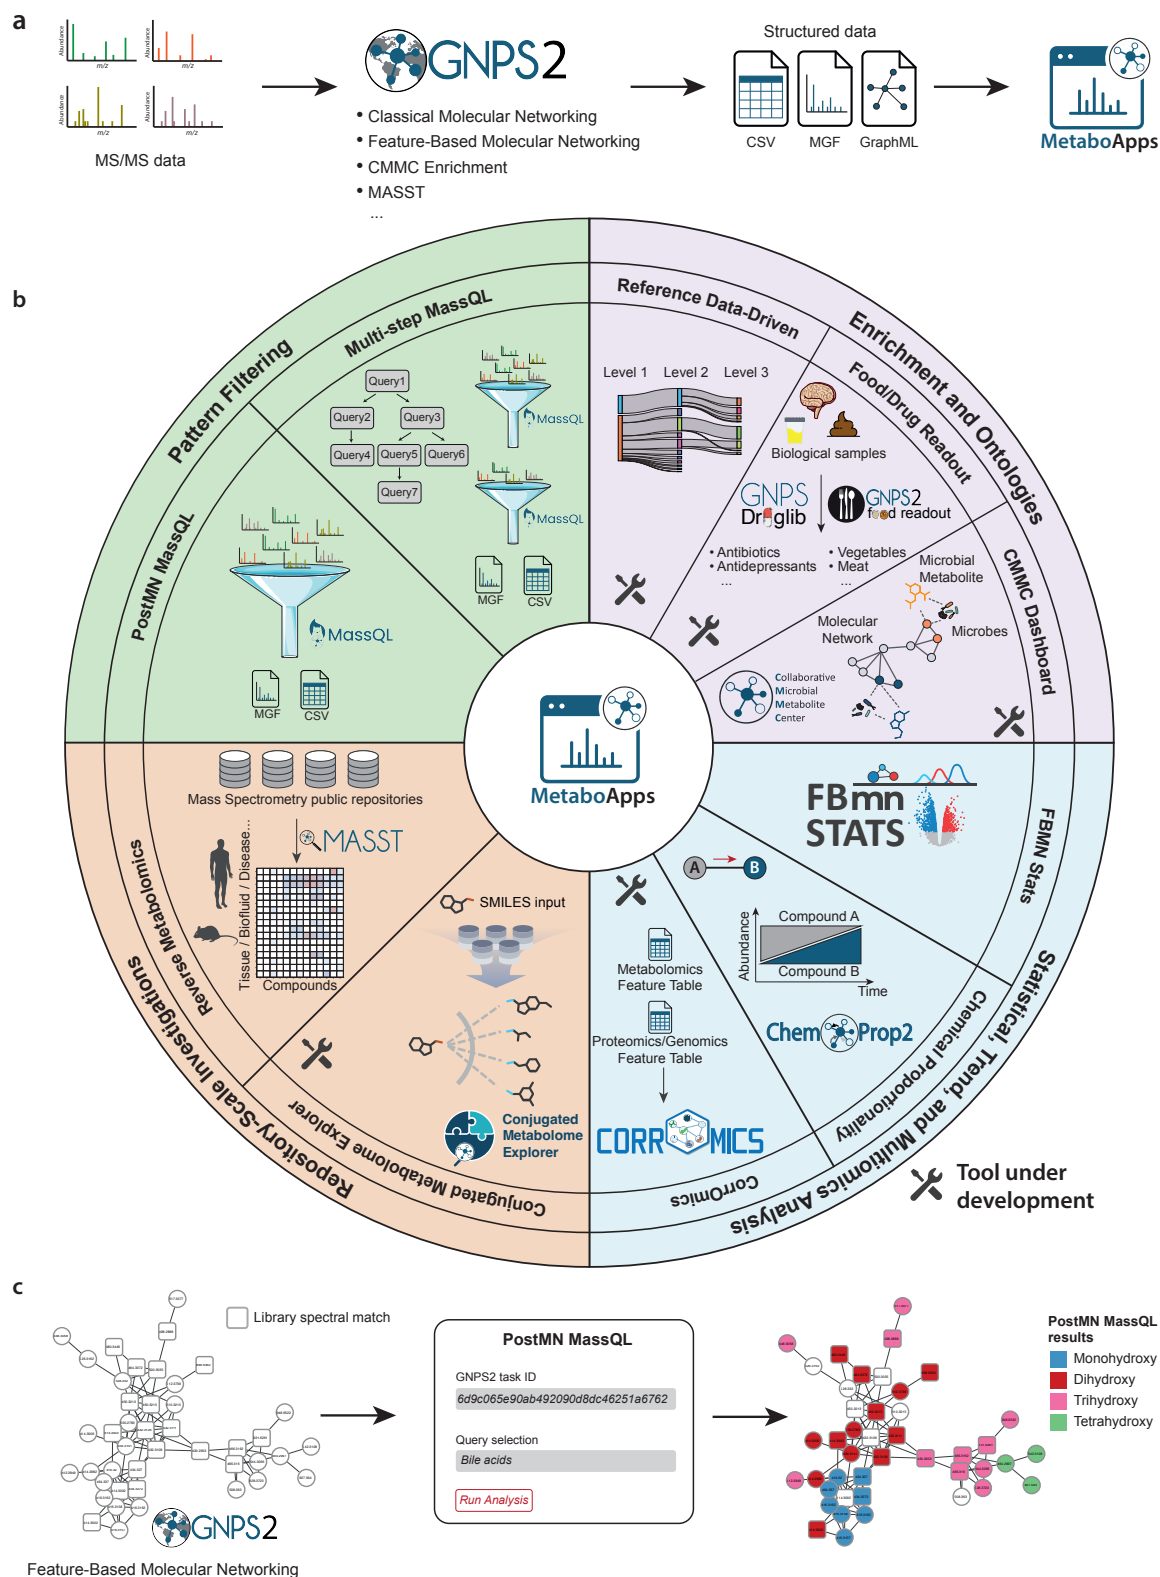 a
Abundance
m/z
Abundance
m/z
Abundance
m/z
Abundance
m/z
MS/MS data
GNPS2
• Classical Molecular Networking
• Feature-Based Molecular Networking
• CMMC Enrichment
• MASST
...
Structured data
CSV
MGF
GraphML
MetaboApps
b
Pattern Filtering
Multi-step MassQL
Query1
Query2
Query3
Query4
Query5
Query6
Query7
MassQL
MassQL
MGF
CSV
PostMN MassQL
MassQL
MGF
CSV
Enrichment and Ontologies
Reference Data-Driven
Level 1
Level 2
Level 3
Food/Drug Readout
Biological samples
GNPS
Druglib
GNPS2
food readout
• Antibiotics
• Antidepressants
...
• Vegetables
• Meat
...
CMMC Dashboard
Microbial
Metabolite
Molecular
Network
Microbes
Collaborative
Microbial
Metabolite
Center
MetaboApps
Repository-Scale Investigations
Reverse Metabolomics
Mass Spectrometry public repositories
MASST
Tissue / Biofluid / Disease...
Compounds
Conjugated Metabolome Explorer
SMILES input
Conjugated
Metabolome
Explorer
Statistical, Trend, and Multiomics Analysis
FBMN Stats
FBmn
STATS
Chemical Proportionality
A
B
Abundance
Compound A
Compound B
Time
ChemProp2
CorrOmics
Metabolomics
Feature Table
Proteomics/Genomics
Feature Table
CORROMICS
Tool under
development
c
Library spectral match
GNPS2
Feature-Based Molecular Networking
PostMN MassQL
GNPS2 task ID
6d9c065e90ab492090d8dc46251a6762
Query selection
Bile acids
Run Analysis
PostMN MassQL
results
Monohydroxy
Dihydroxy
Trihydroxy
Tetrahydroxy